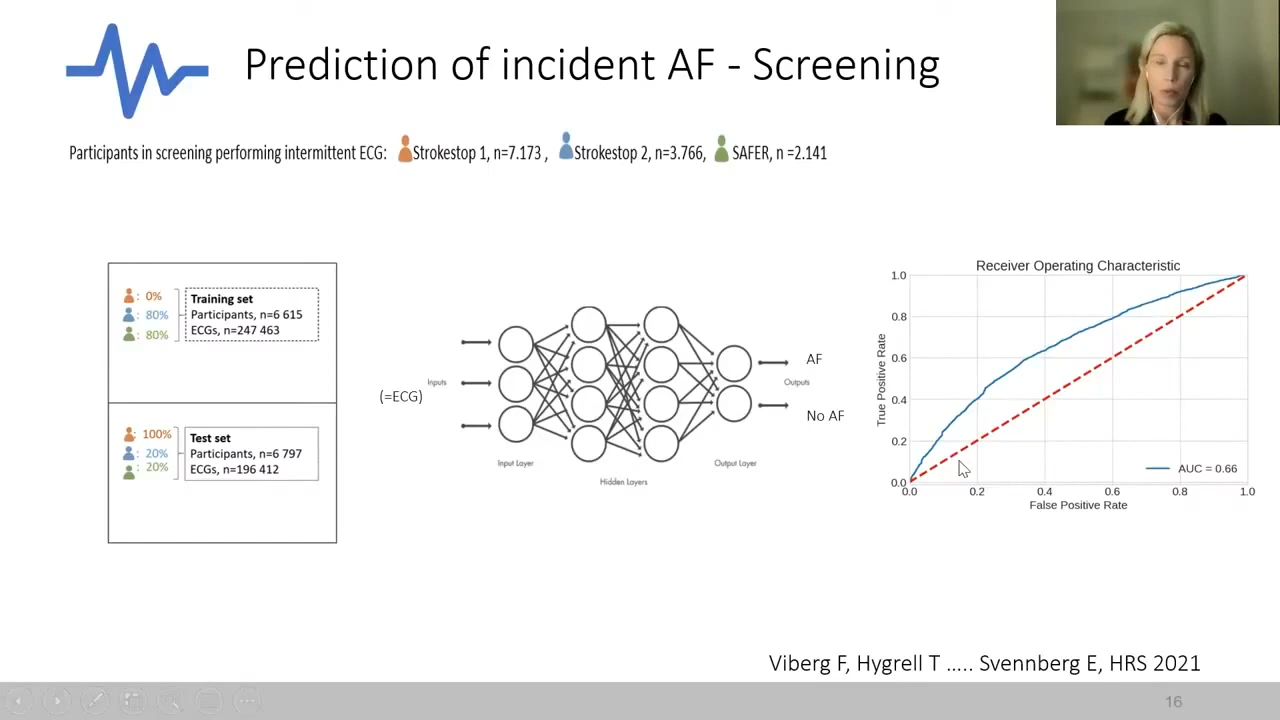 Prediction of incident AF - Screening
Participants in screening performing intermittent ECG: Strokestop 1, n=7.173 , Strokestop 2, n=3.766, SAFER, n =2.141
: 0%
: 80%
: 80%
Training set
Participants, n=6 615
ECGs, n=247 463
: 100%
: 20%
: 20%
Test set
Participants, n=6 797
ECGs, n=196 412
(=ECG)
Inputs
Input Layer
Hidden Layers
Output Layer
AF
Outputs
No AF
Receiver Operating Characteristic
True Positive Rate
1.0
0.8
0.6
0.4
0.2
0.0
0.0 0.2 0.4 0.6 0.8 1.0
AUC = 0.66
False Positive Rate
Viberg F, Hygrell T ..... Svennberg E, HRS 2021
16